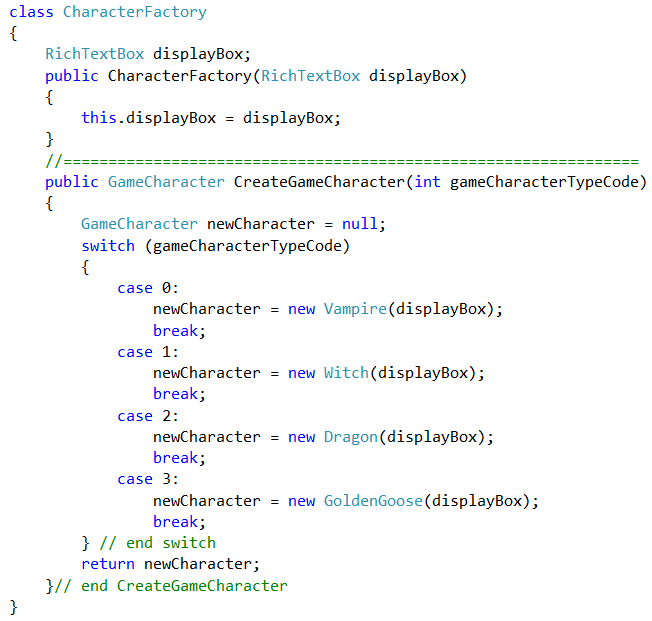 class CharacterFactory
{
    RichTextBox displayBox;
    public CharacterFactory(RichTextBox displayBox)
    {
        this.displayBox = displayBox;
    }
    //================================================================
    public GameCharacter CreateGameCharacter(int gameCharacterTypeCode)
    {
        GameCharacter newCharacter = null;
        switch (gameCharacterTypeCode)
        {
            case 0:
                newCharacter = new Vampire(displayBox);
                break;
            case 1:
                newCharacter = new Witch(displayBox);
                break;
            case 2:
                newCharacter = new Dragon(displayBox);
                break;
            case 3:
                newCharacter = new GoldenGoose(displayBox);
                break;
        } // end switch
        return newCharacter;
    }// end CreateGameCharacter
}